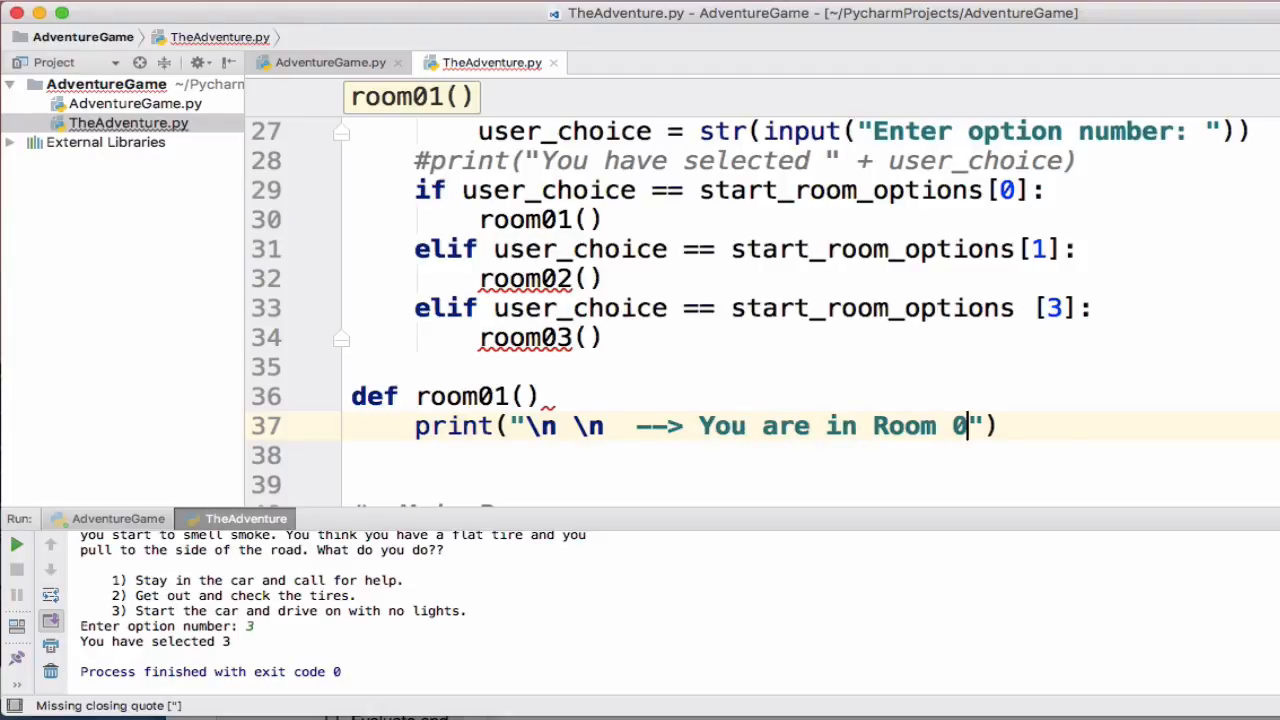 TheAdventure.py - AdventureGame - [~/PycharmProjects/AdventureGame]
AdventureGame TheAdventure.py
Project AdventureGame.py TheAdventure.py
AdventureGame ~/Pycharm
AdventureGame.py
TheAdventure.py
External Libraries
room01()
27 user_choice = str(input("Enter option number: "))
28 #print("You have selected " + user_choice)
29 if user_choice == start_room_options[0]:
30 room01()
31 elif user_choice == start_room_options[1]:
32 room02()
33 elif user_choice == start_room_options [3]:
34 room03()
35
36 def room01()
37 print("\n \n  --> You are in Room 0")
38
39
Run: AdventureGame TheAdventure
you start to smell smoke. You think you have a flat tire and you
pull to the side of the road. What do you do??
1) Stay in the car and call for help.
2) Get out and check the tires.
3) Start the car and drive on with no lights.
Enter option number: 3
You have selected 3
Process finished with exit code 0
Missing closing quote ["]